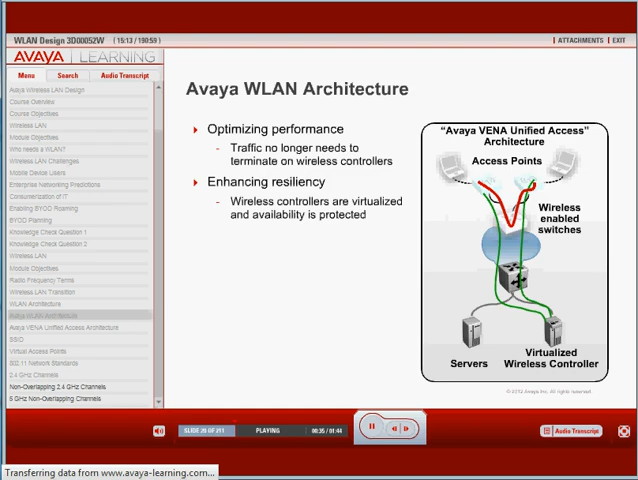 WLAN Design 3D00052W (15:13 / 190:59)
ATTACHMENTS EXIT
AVAYA LEARNING
Menu Search Audio Transcript
Avaya Wireless LAN Design
Course Overview
Course Objectives
Wireless LAN
Module Objectives
Who needs a WLAN?
Wireless LAN Challenges
Mobile Device Users
Enterprise Networking Predictions
Consumerization of IT
Enabling BYOD Roaming
BYOD Planning
Knowledge Check Question 1
Knowledge Check Question 2
Wireless LAN
Module Objectives
Radio Frequency Terms
Wireless LAN Transition
WLAN Architecture
Avaya WLAN Architecture
Avaya VENA Unified Access Architecture
SSID
Virtual Access Points
802.11 Network Standards
2.4 GHz Channels
Non-Overlapping 2.4 GHz Channels
5 GHz Non-Overlapping Channels
Avaya WLAN Architecture
Optimizing performance
- Traffic no longer needs to
terminate on wireless controllers
Enhancing resiliency
- Wireless controllers are virtualized
and availability is protected
"Avaya VENA Unified Access"
Architecture
Access Points
Wireless
enabled
switches
Servers
Virtualized
Wireless Controller
© 2012 Avaya Inc. All rights reserved.
PLAYING
00:35 / 01:44
Audio Transcript
Transferring data from www.avaya-learning.com...